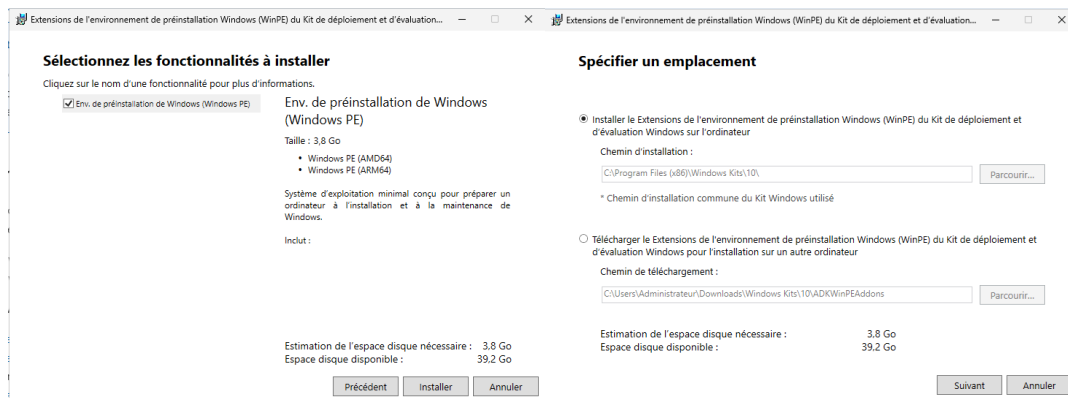 Extensions de l'environnement de préinstallation Windows (WinPE) du Kit de déploiement et d'évaluation...
Sélectionnez les fonctionnalités à installer
Cliquez sur le nom d'une fonctionnalité pour plus d'informations.
Env. de préinstallation de Windows (Windows PE)
Env. de préinstallation de Windows
(Windows PE)
Taille : 3,8 Go
• Windows PE (AMD64)
• Windows PE (ARM64)
Système d'exploitation minimal conçu pour préparer un
ordinateur à l'installation et à la maintenance de
Windows.
Inclut :
Estimation de l'espace disque nécessaire : 3,8 Go
Espace disque disponible : 39,2 Go
Précédent Installer Annuler
Extensions de l'environnement de préinstallation Windows (WinPE) du Kit de déploiement et d'évaluation...
Spécifier un emplacement
Installer le Extensions de l'environnement de préinstallation Windows (WinPE) du Kit de déploiement et
d'évaluation Windows sur l'ordinateur
Chemin d'installation :
C:\Program Files (x86)\Windows Kits\10\
Parcourir...
* Chemin d'installation commune du Kit Windows utilisé
Télécharger le Extensions de l'environnement de préinstallation Windows (WinPE) du Kit de déploiement et
d'évaluation Windows pour l'installation sur un autre ordinateur
Chemin de téléchargement :
C:\Users\Administrateur\Downloads\Windows Kits\10\ADKWinPEAddons
Parcourir...
Estimation de l'espace disque nécessaire : 3,8 Go
Espace disque disponible : 39,2 Go
Suivant Annuler